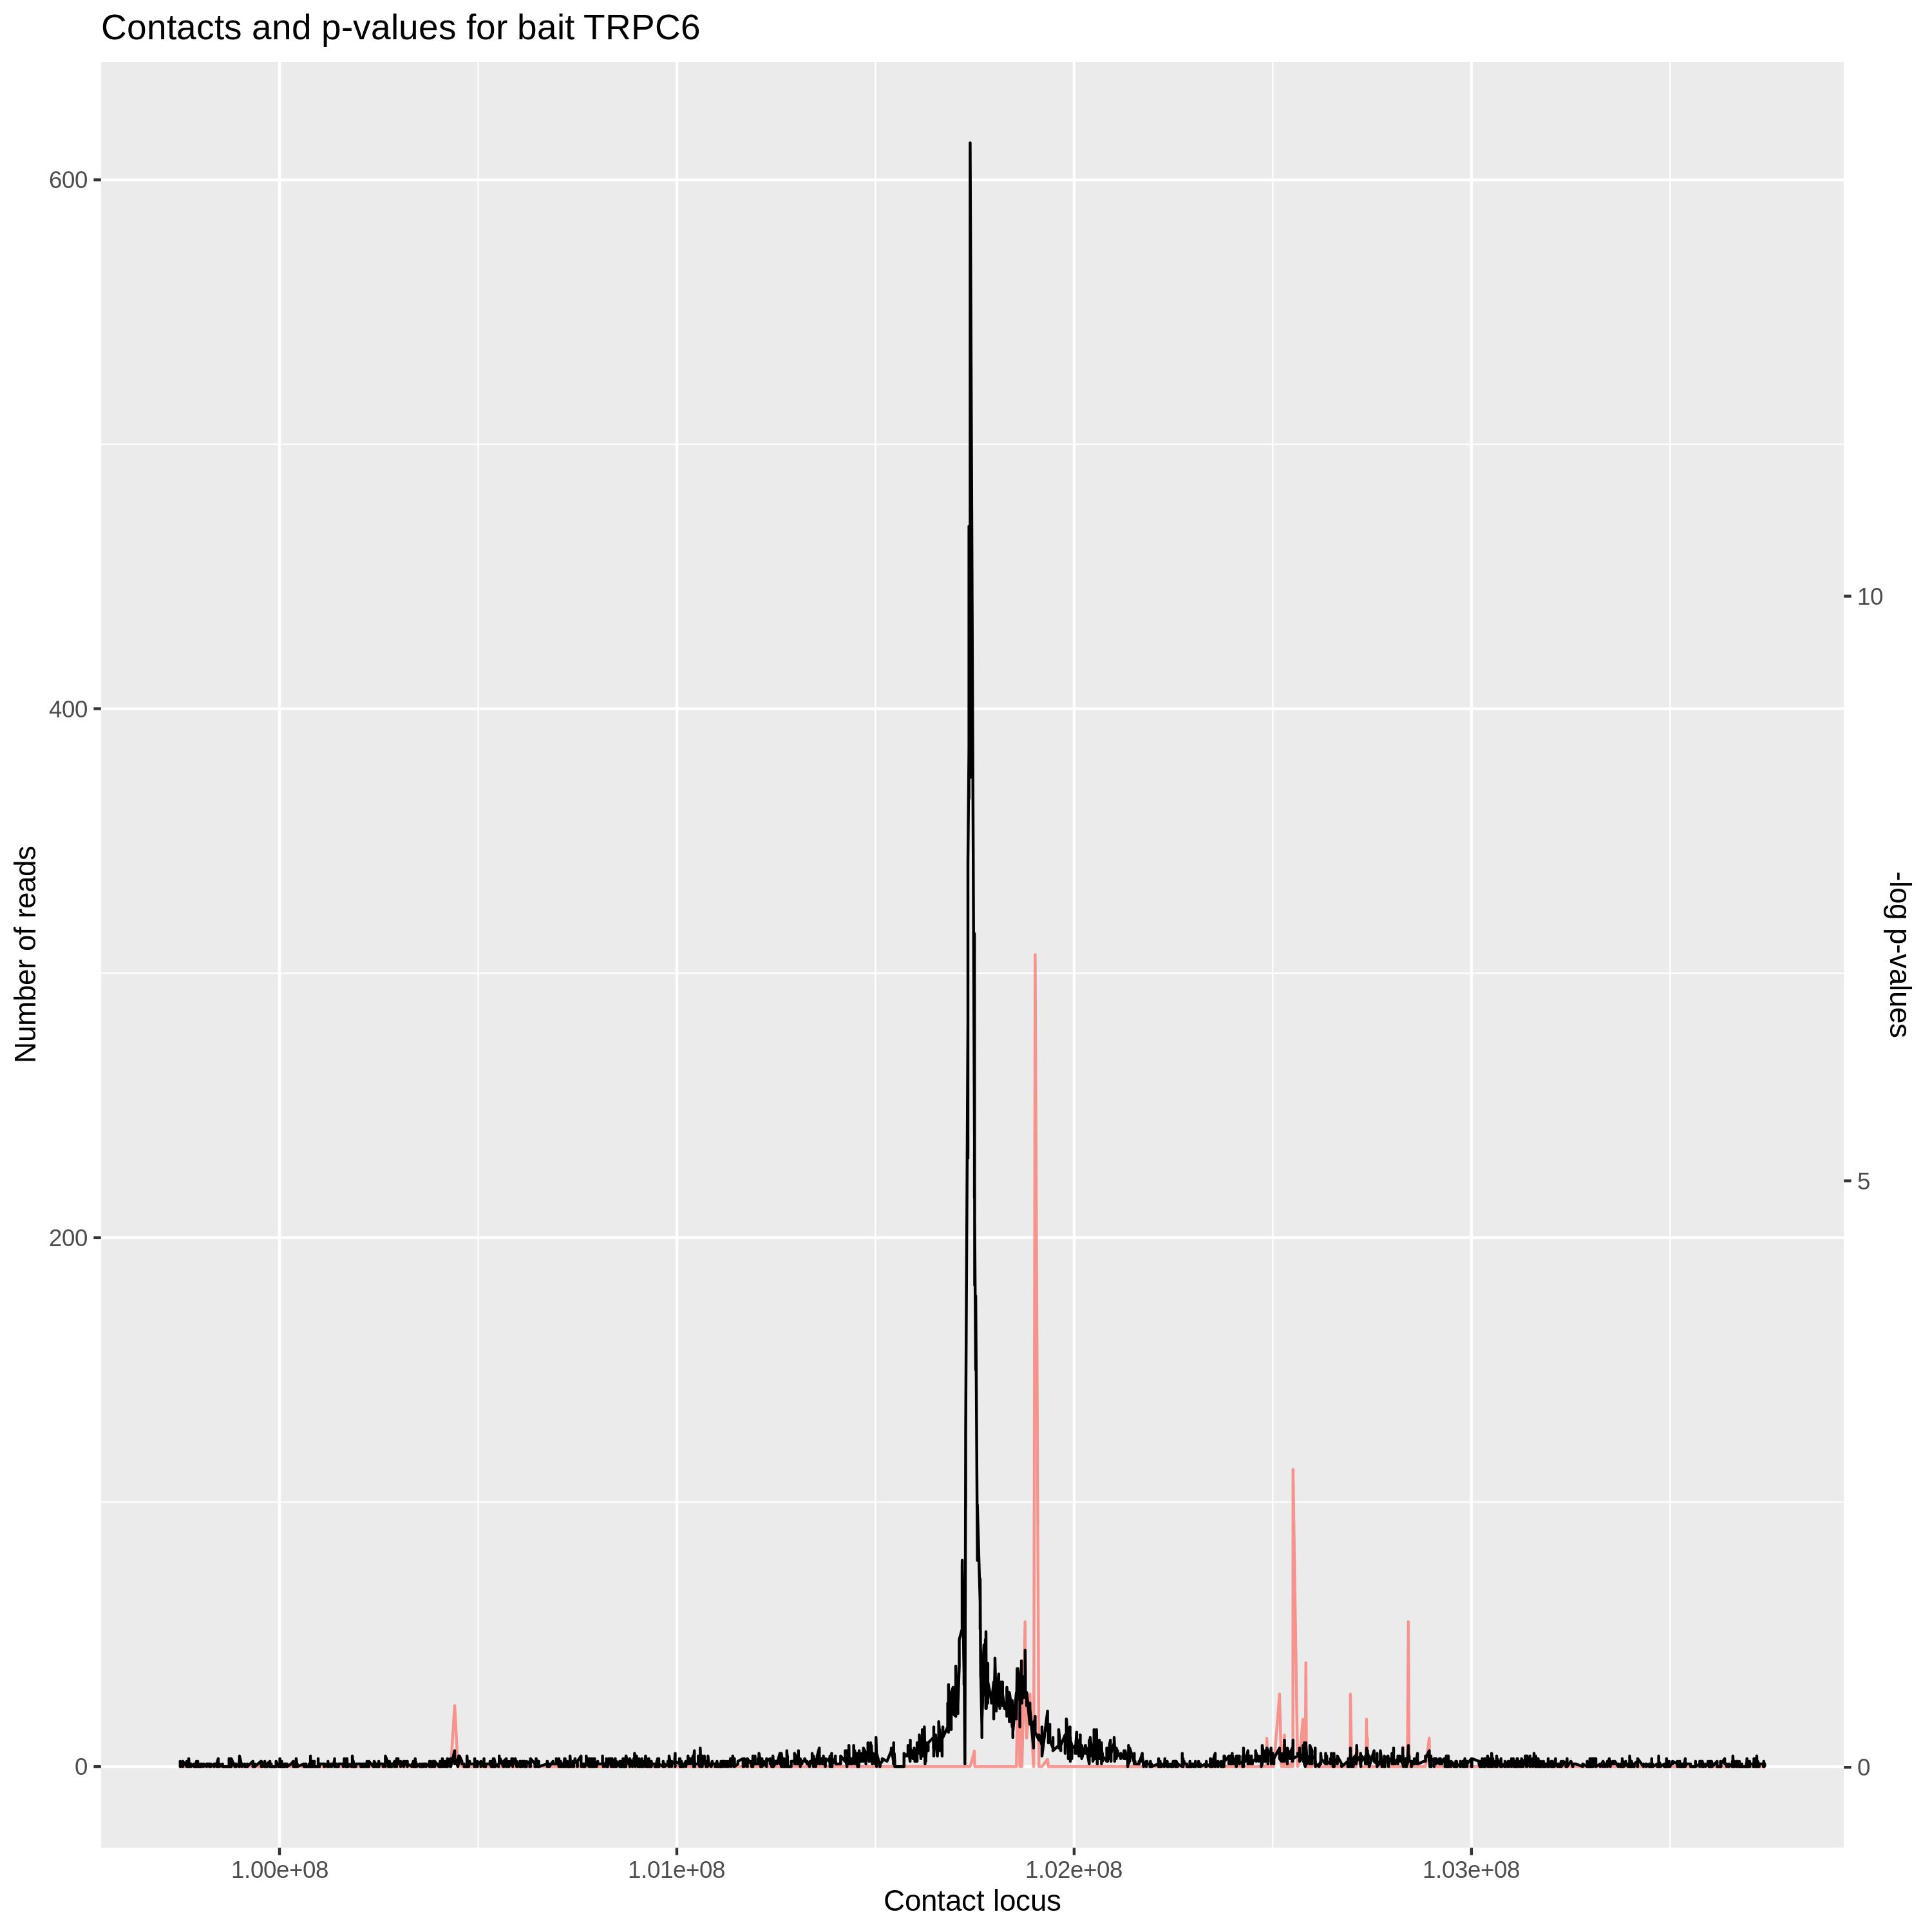 Contacts and p-values for bait TRPC6
600
400
200
0
Number of reads
10
5
0
-log p-values
1.00e+08
1.01e+08
1.02e+08
1.03e+08
Contact locus